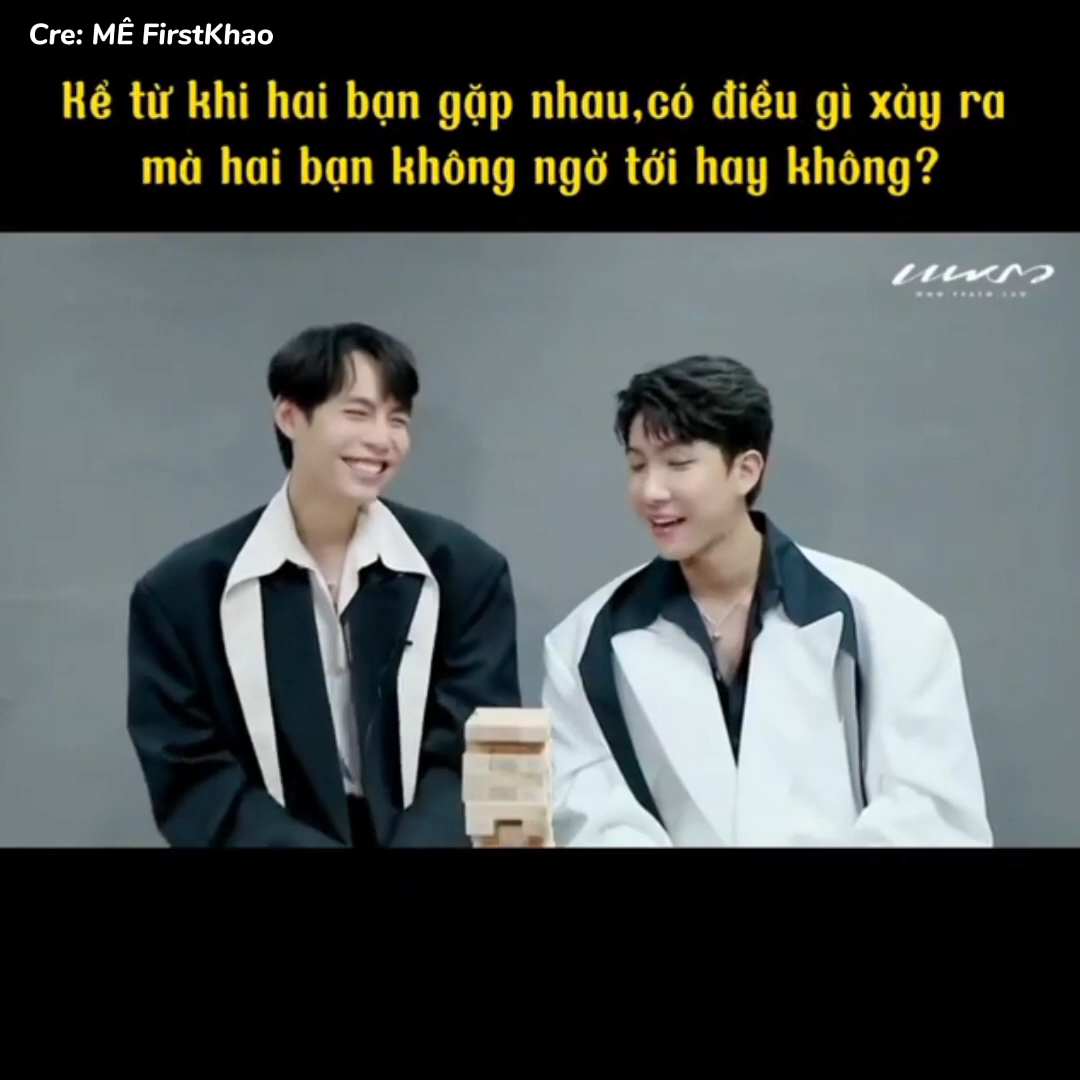 Cre: MÊ FirstKhao
Kể từ khi hai bạn gặp nhau,có điều gì xảy ra
mà hai bạn không ngờ tới hay không?